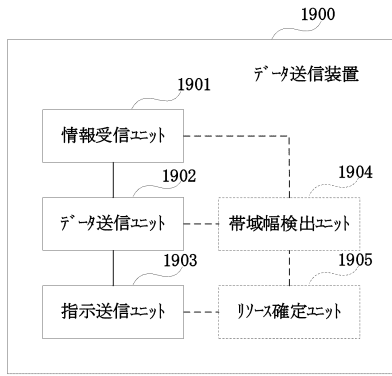 1900
データ送信装置
1901
情報受信ユニット
1902
データ送信ユニット
1904
帯域幅検出ユニット
1903
指示送信ユニット
1905
リソース確定ユニット